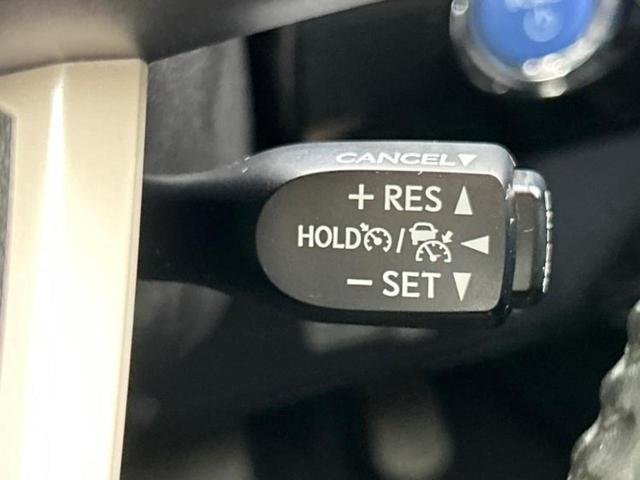 CANCEL▼
+ RES ▲
HOLD / ◄
− SET ▼